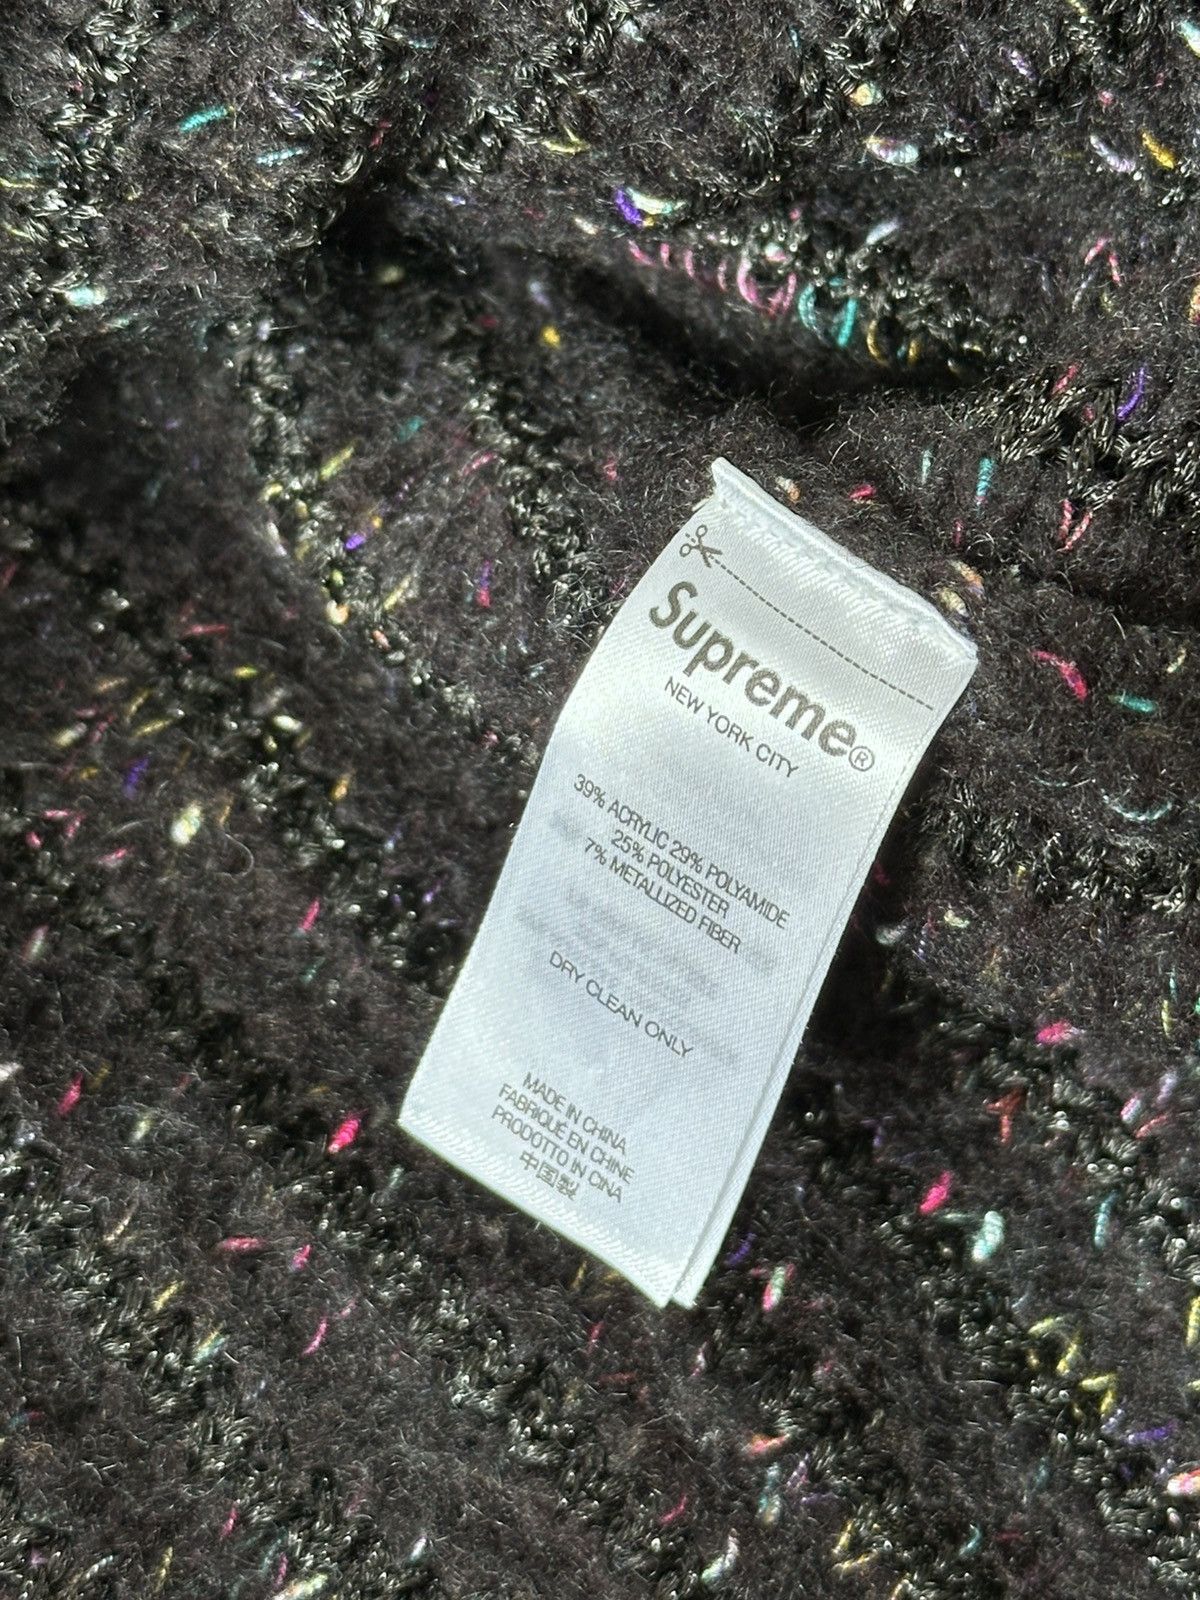 Supreme®
NEW YORK CITY
39% ACRYLIC 29% POLYAMIDE
25% POLYESTER
7% METALLIZED FIBER
DRY CLEAN ONLY
MADE IN CHINA
FABRIQUÉ EN CHINE
PRODOTTO IN CINA
中国製